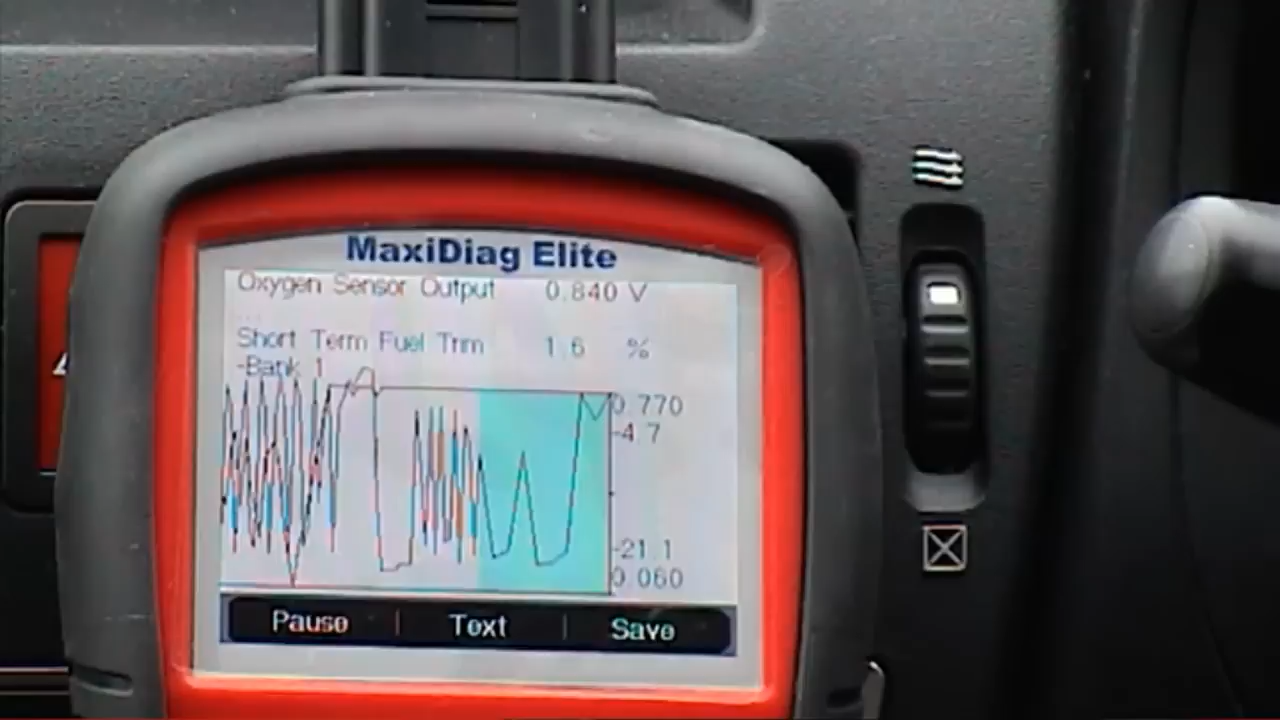 MaxiDiag Elite
Oxygen Sensor Output 0.840 V
Short Term Fuel Trim 1.6 %
-Bank 1
0.770
-4.7
-21.1
0.060
Pause Text Save